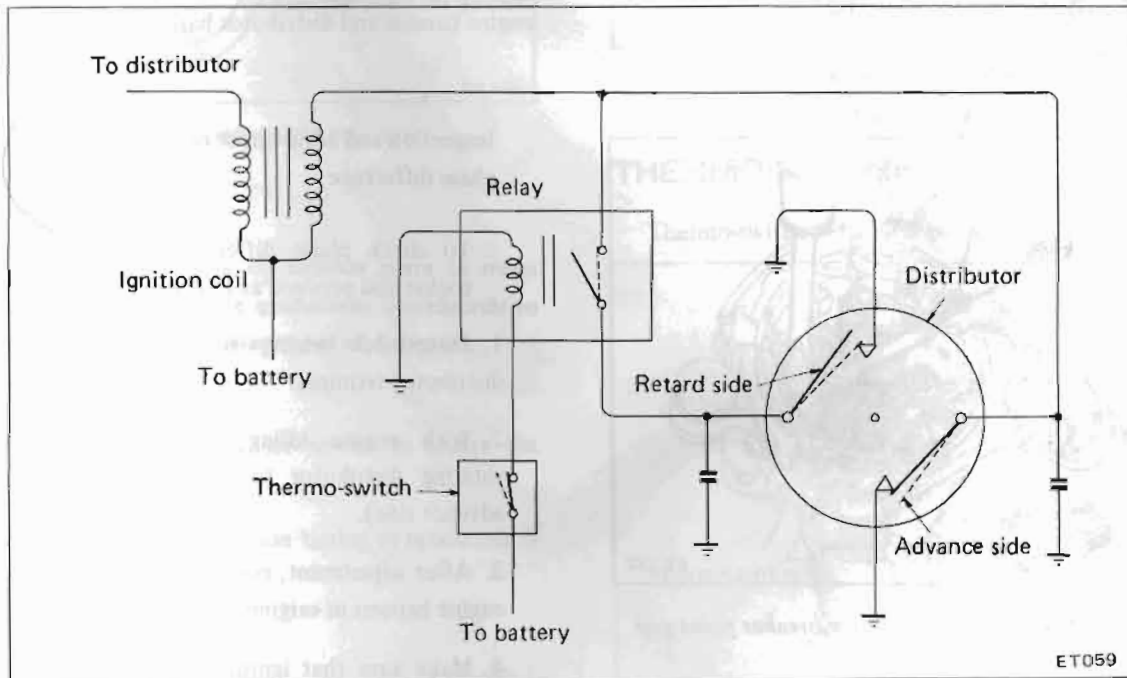 To distributor
Relay
Ignition coil
Distributor
To battery
Retard side
Thermo-switch
Advance side
To battery
ET059